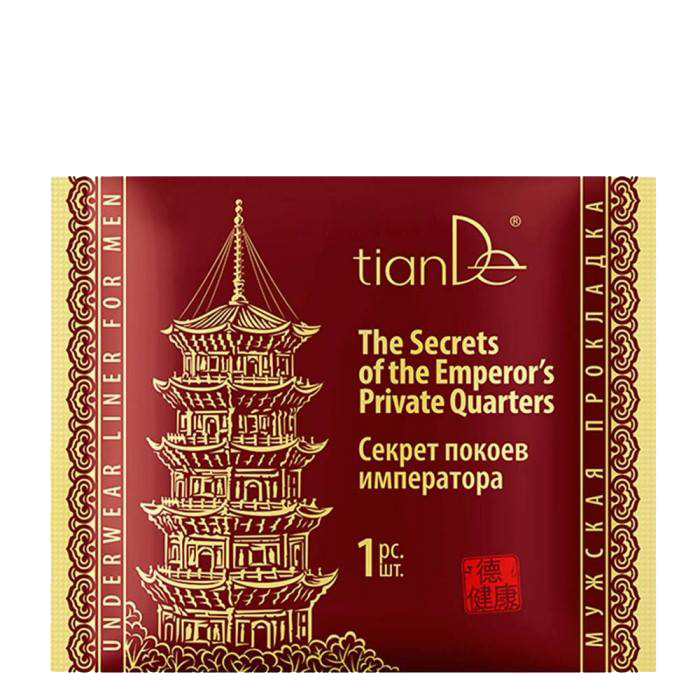 UNDERWEAR LINER FOR MEN
tianDe®
The Secrets
of the Emperor's
Private Quarters
Секрет покоев
императора
1 pc.
шт.
德
健康
МУЖСКАЯ ПРОКЛАДКА